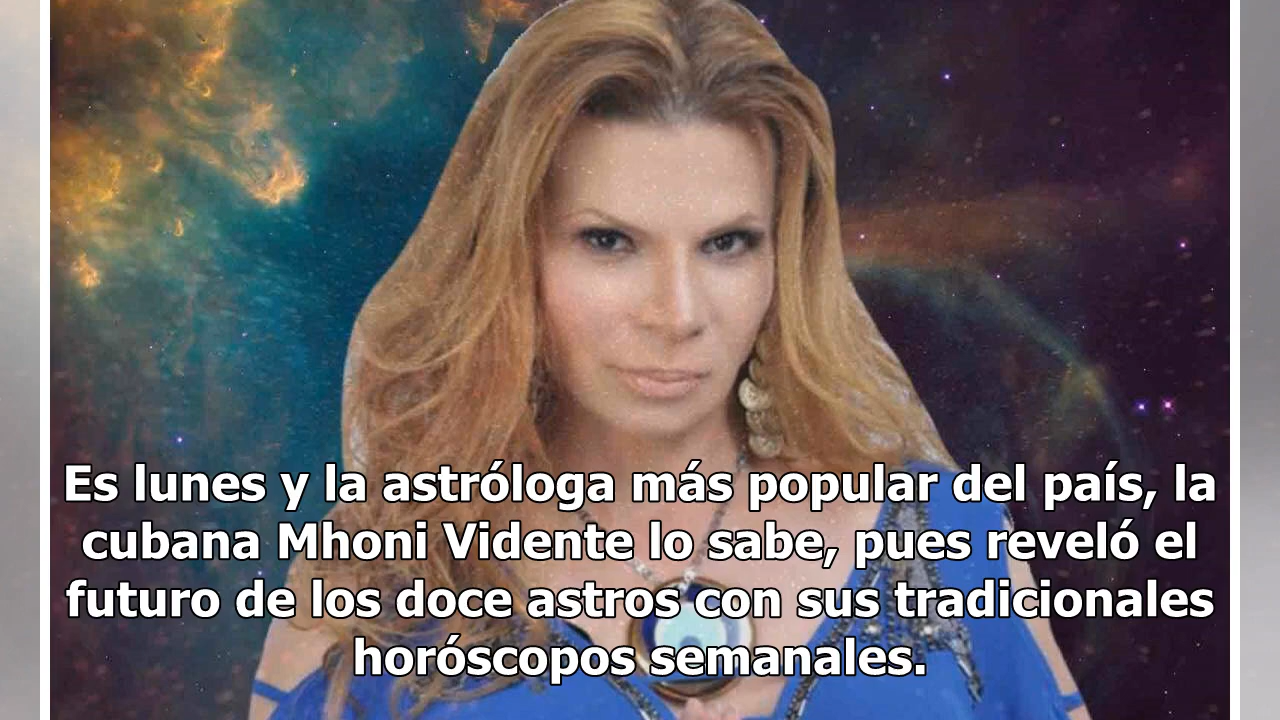 Es lunes y la astróloga más popular del país, la
cubana Mhoni Vidente lo sabe, pues reveló el
futuro de los doce astros con sus tradicionales
horóscopos semanales.